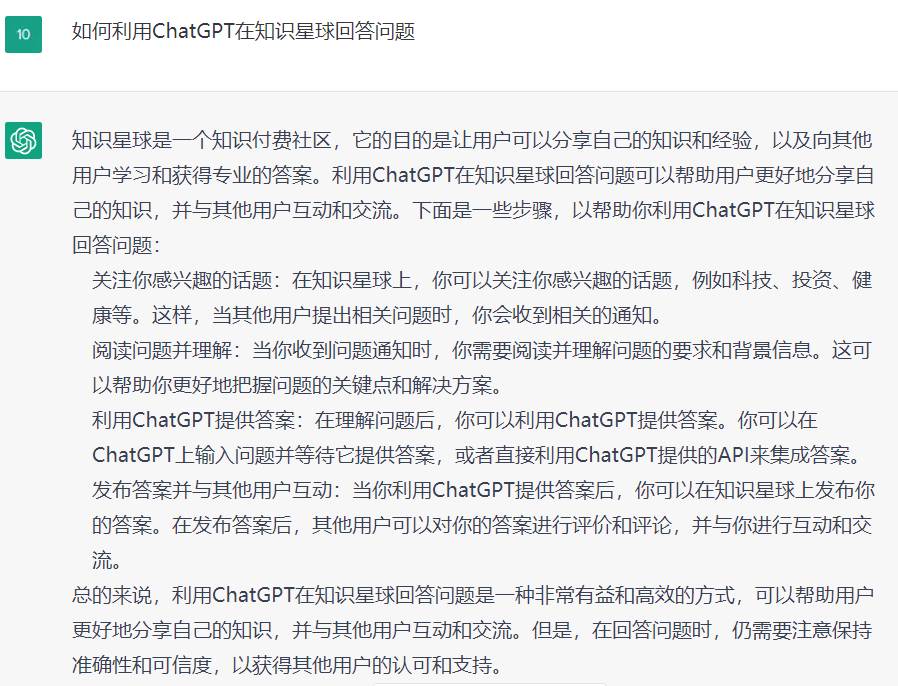 10
如何利用ChatGPT在知识星球回答问题
知识星球是一个知识付费社区，它的目的是让用户可以分享自己的知识和经验，以及向其他
用户学习和获得专业的答案。利用ChatGPT在知识星球回答问题可以帮助用户更好地分享自
己的知识，并与其他用户互动和交流。下面是一些步骤，以帮助你利用ChatGPT在知识星球
回答问题：
关注你感兴趣的话题：在知识星球上，你可以关注你感兴趣的话题，例如科技、投资、健
康等。这样，当其他用户提出相关问题时，你会收到相关的通知。
阅读问题并理解：当你收到问题通知时，你需要阅读并理解问题的要求和背景信息。这可
以帮助你更好地把握问题的关键点和解决方案。
利用ChatGPT提供答案：在理解问题后，你可以利用ChatGPT提供答案。你可以在
ChatGPT上输入问题并等待它提供答案，或者直接利用ChatGPT提供的API来集成答案。
发布答案并与其他用户互动：当你利用ChatGPT提供答案后，你可以在知识星球上发布你
的答案。在发布答案后，其他用户可以对你的答案进行评价和评论，并与你进行互动和交
流。
总的来说，利用ChatGPT在知识星球回答问题是一种非常有益和高效的方式，可以帮助用户
更好地分享自己的知识，并与其他用户互动和交流。但是，在回答问题时，仍需要注意保持
准确性和可信度，以获得其他用户的认可和支持。